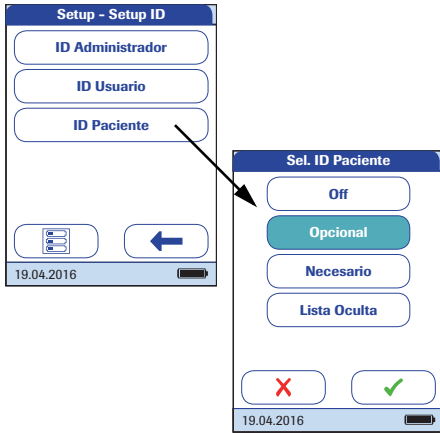 Setup - Setup ID
ID Administrador
ID Usuario
ID Paciente
19.04.2016
Sel. ID Paciente
Off
Opcional
Necesario
Lista Oculta
19.04.2016